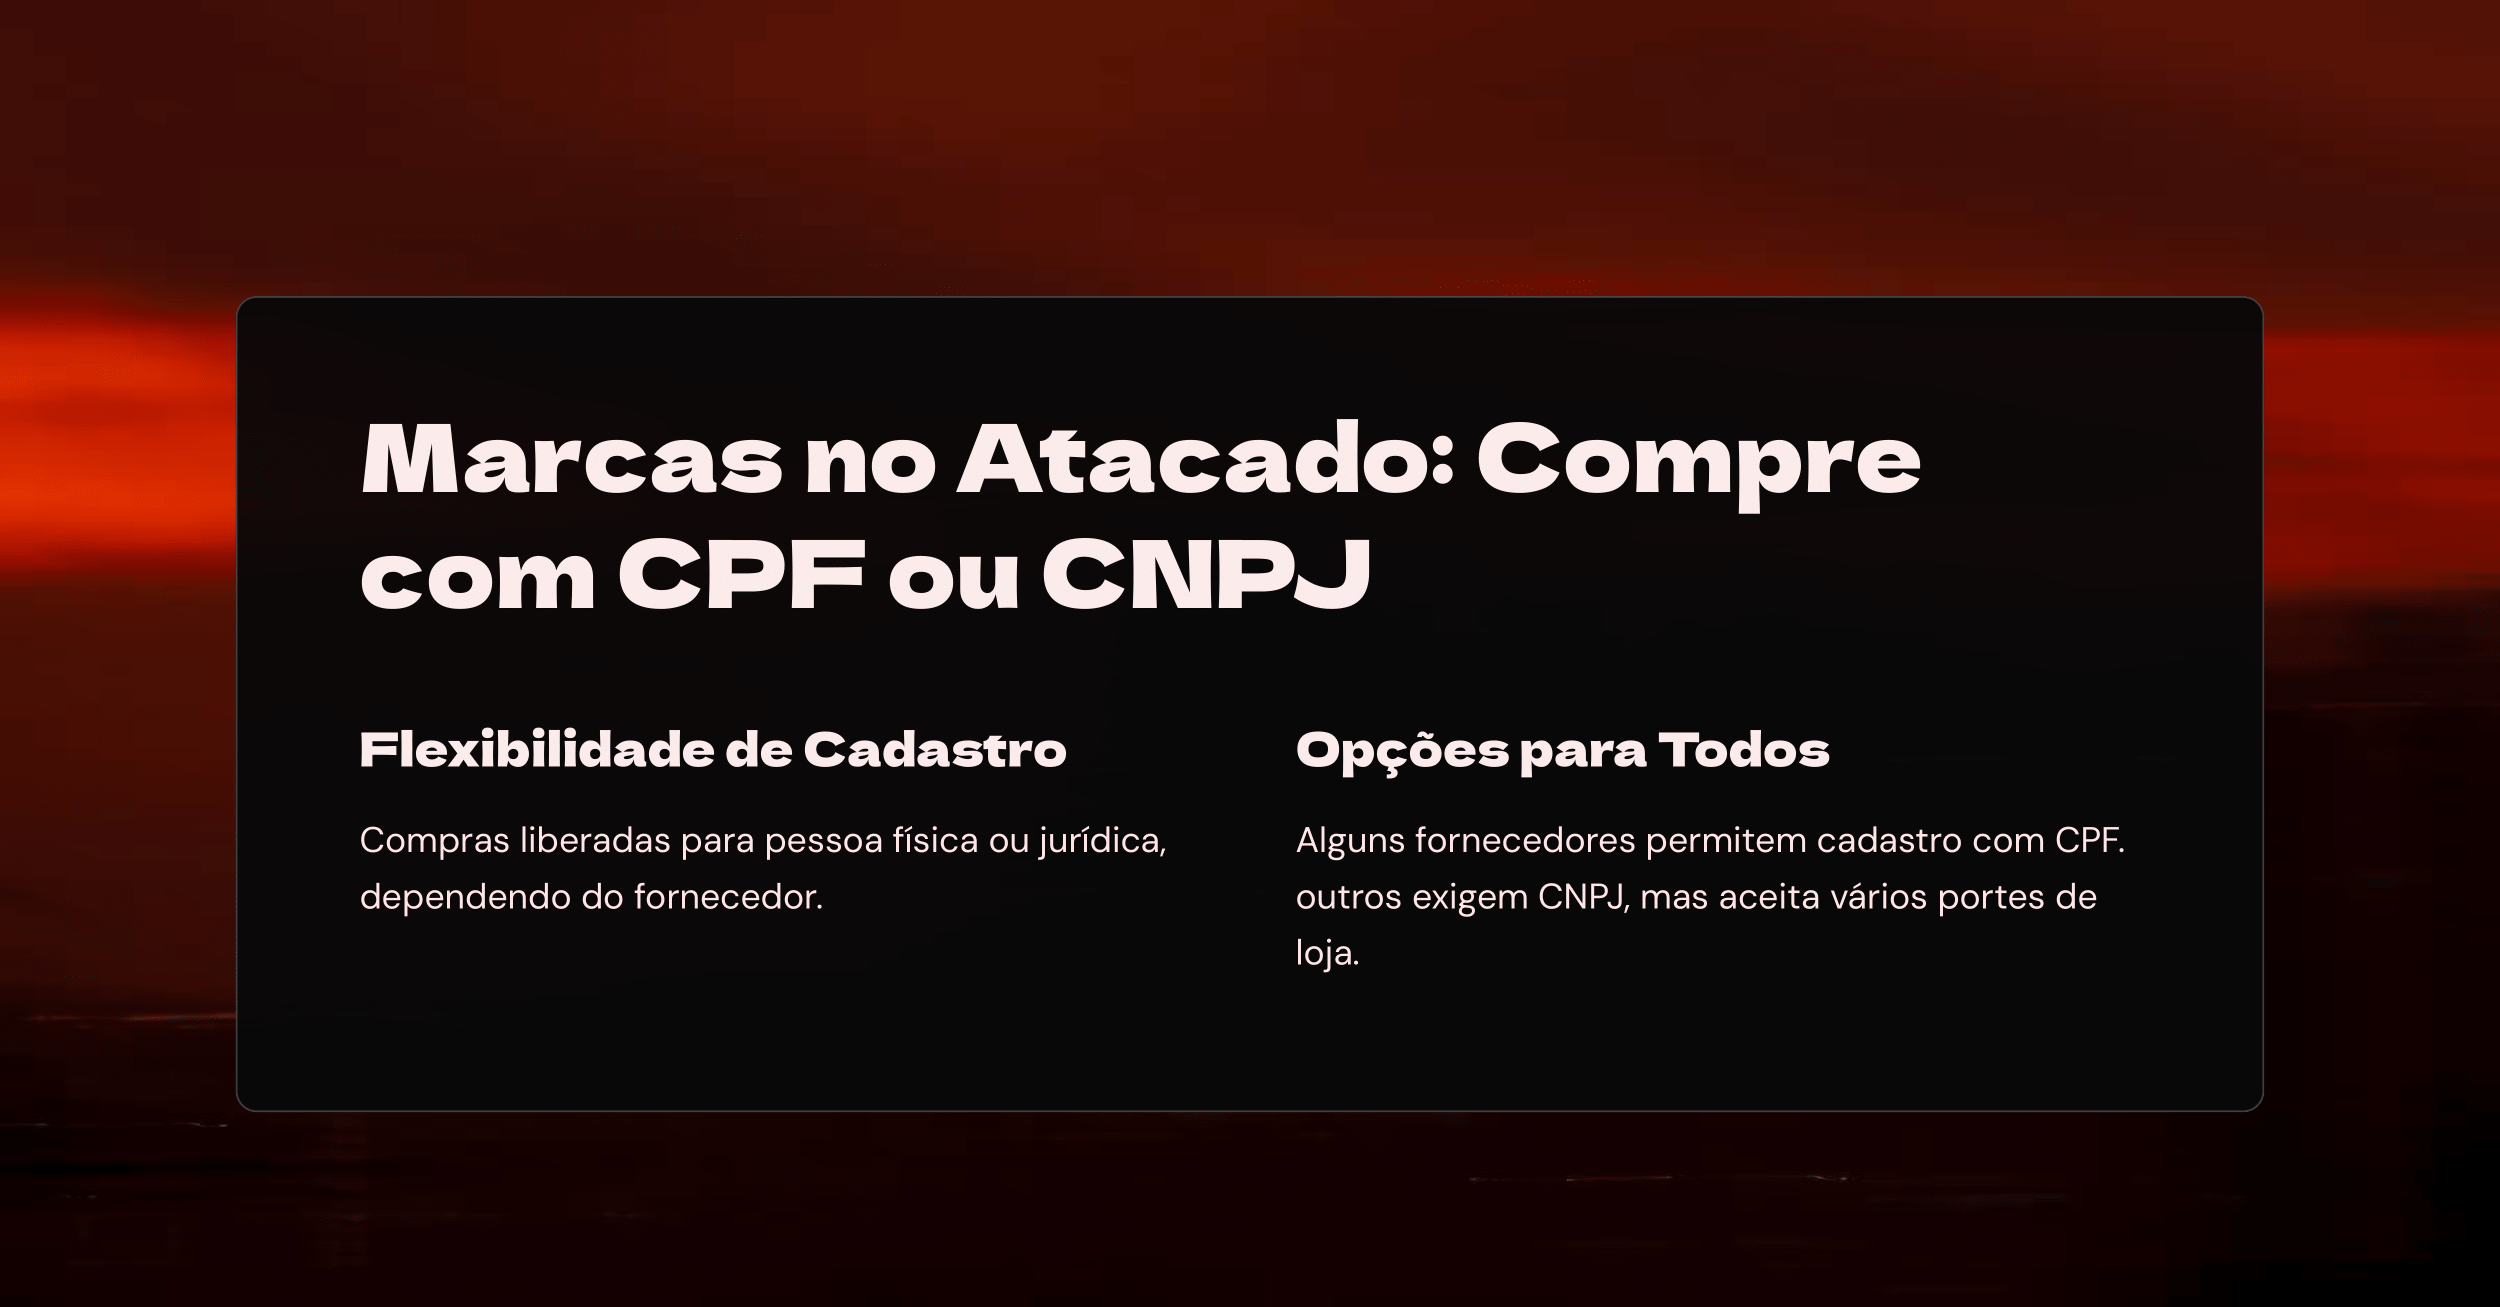 Marcas no Atacado: Compre
com CPF ou CNPJ
Flexibilidade de Cadastro
Compras liberadas para pessoa física ou jurídica,
dependendo do fornecedor.
Opções para Todos
Alguns fornecedores permitem cadastro com CPF.
outros exigem CNPJ, mas aceita vários portes de
loja.